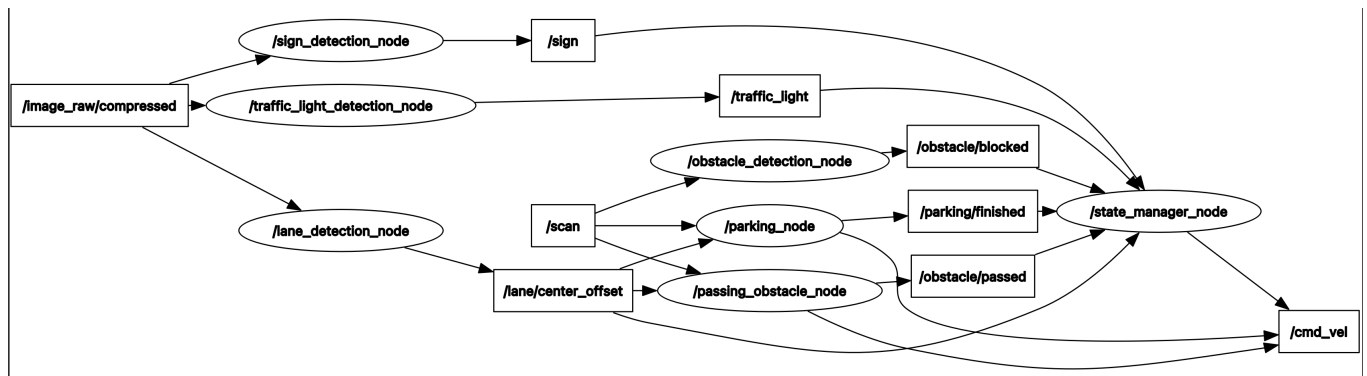 /sign_detection_node
/sign
/image_raw/compressed
/traffic_light_detection_node
/traffic_light
/obstacle_detection_node
/obstacle/blocked
/lane_detection_node
/scan
/parking_node
/parking/finished
/state_manager_node
/lane/center_offset
/passing_obstacle_node
/obstacle/passed
/cmd_vel